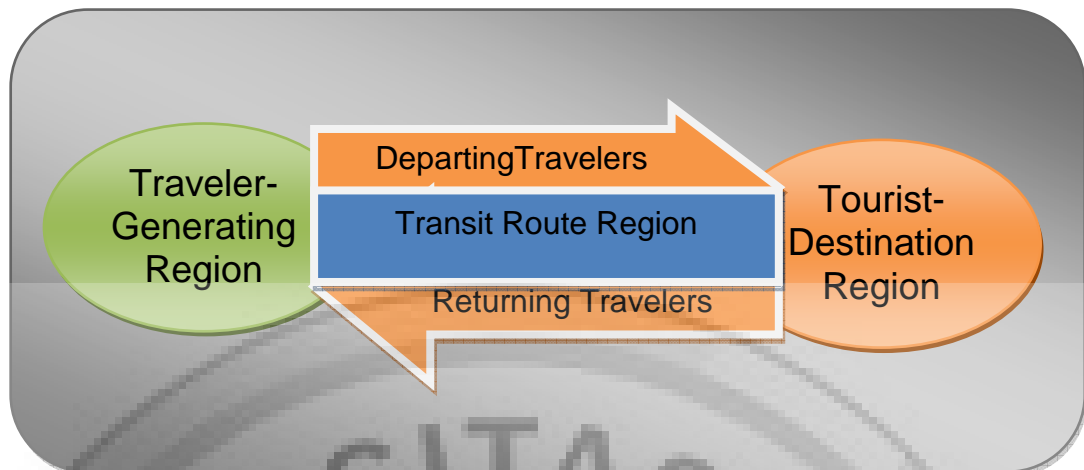 Traveler-
Generating
Region
DepartingTravelers
Transit Route Region
Returning Travelers
Tourist-
Destination
Region